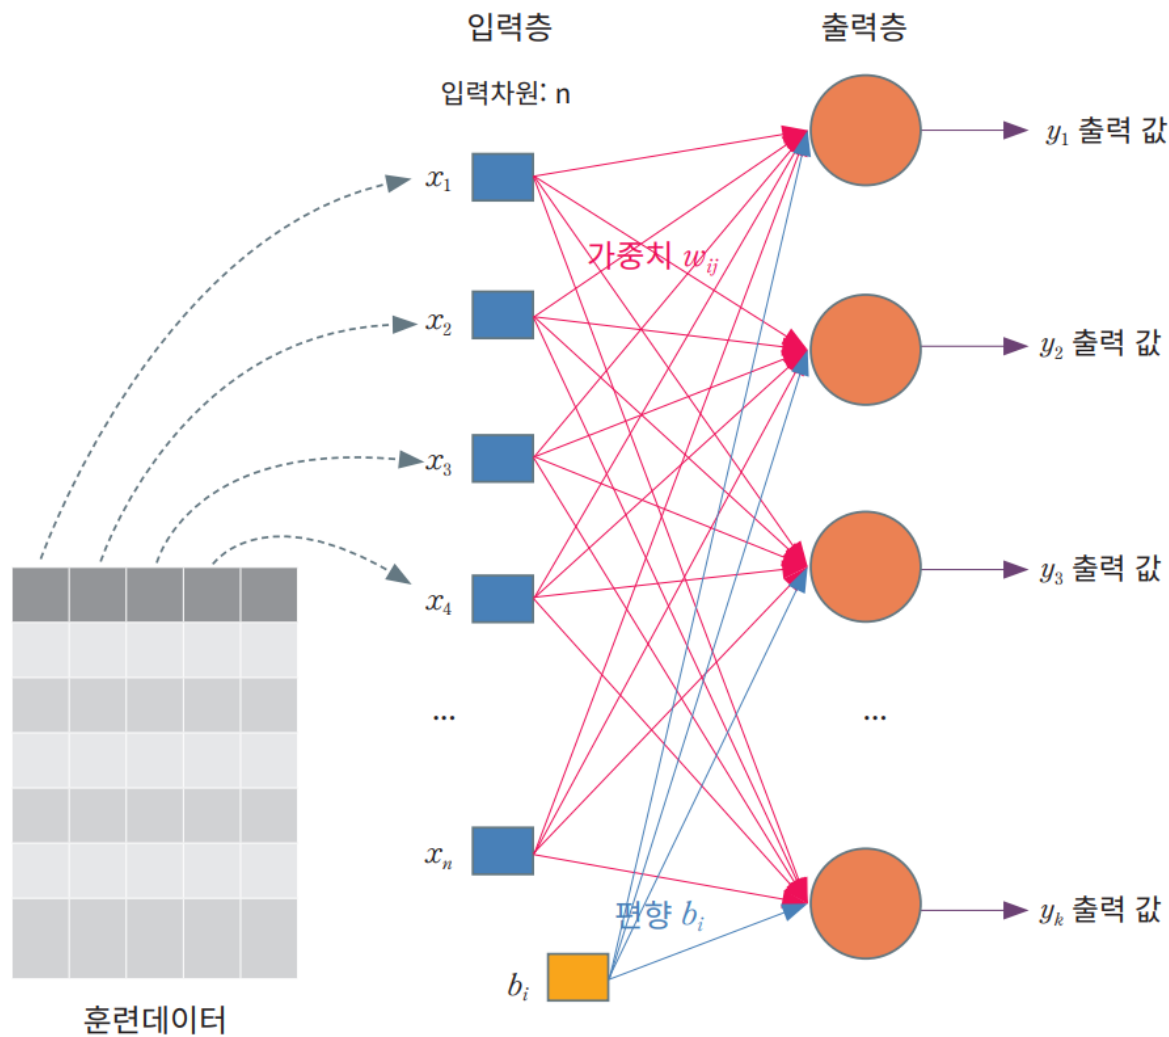 입력층
출력층
입력차원: n
x₁
x₂
x₃
x₄
...
xₙ
가중치 wᵢⱼ
편향 bᵢ
bᵢ
y₁ 출력 값
y₂ 출력 값
y₃ 출력 값
...
yₖ 출력 값
훈련데이터